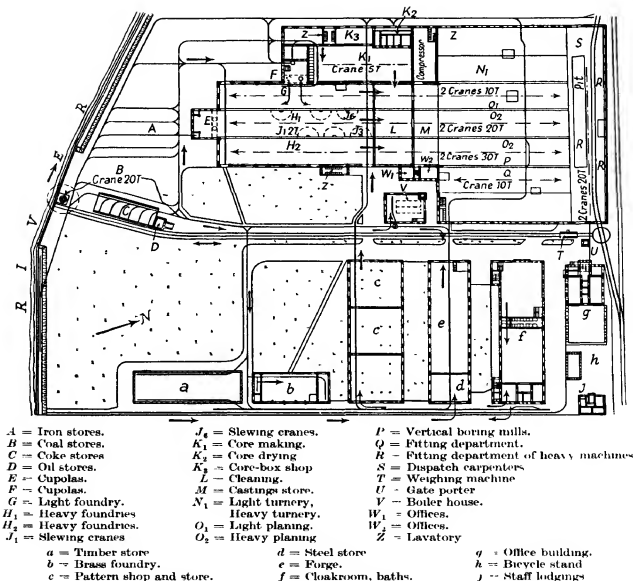 K2
Z
K3
Z
S
K1
Crane 5T
Compressor
N1
F
Pit
R
G
2 Cranes 10T
O1
A
E
H1
J6
O2
J1 2T
J3
L
M
2 Cranes 20T
H2
O2
2 Cranes 30T
R
R
P
B
Crane 20T
Z
W1
W2
Q
Crane 10T
2 Cranes 20T
C
V
D
T
U
RIVER
N
c
c
e
f
g
h
a
b
d
J
A = Iron stores.
B = Coal stores.
C = Coke stores
D = Oil stores.
E = Cupolas.
F = Cupolas.
G = Light foundry.
H1 = Heavy foundries
H2 = Heavy foundries.
J1 = Slewing cranes
J6 = Slewing cranes.
K1 = Core making.
K2 = Core drying
K3 = Core-box shop
L = Cleaning.
M = Castings store.
N1 = Light turnery,
Heavy turnery.
O1 = Light planing.
O2 = Heavy planing
P = Vertical boring mills.
Q = Fitting department.
R = Fitting department of heavy machines
S = Dispatch carpenters
T = Weighing machine
U = Gate porter
V = Boiler house.
W1 = Offices.
W2 = Offices.
Z = Lavatory
a = Timber store
b = Brass foundry.
c = Pattern shop and store.
d = Steel store
e = Forge.
f = Cloakroom, baths.
g = Office building.
h = Bicycle stand
j = Staff lodgings